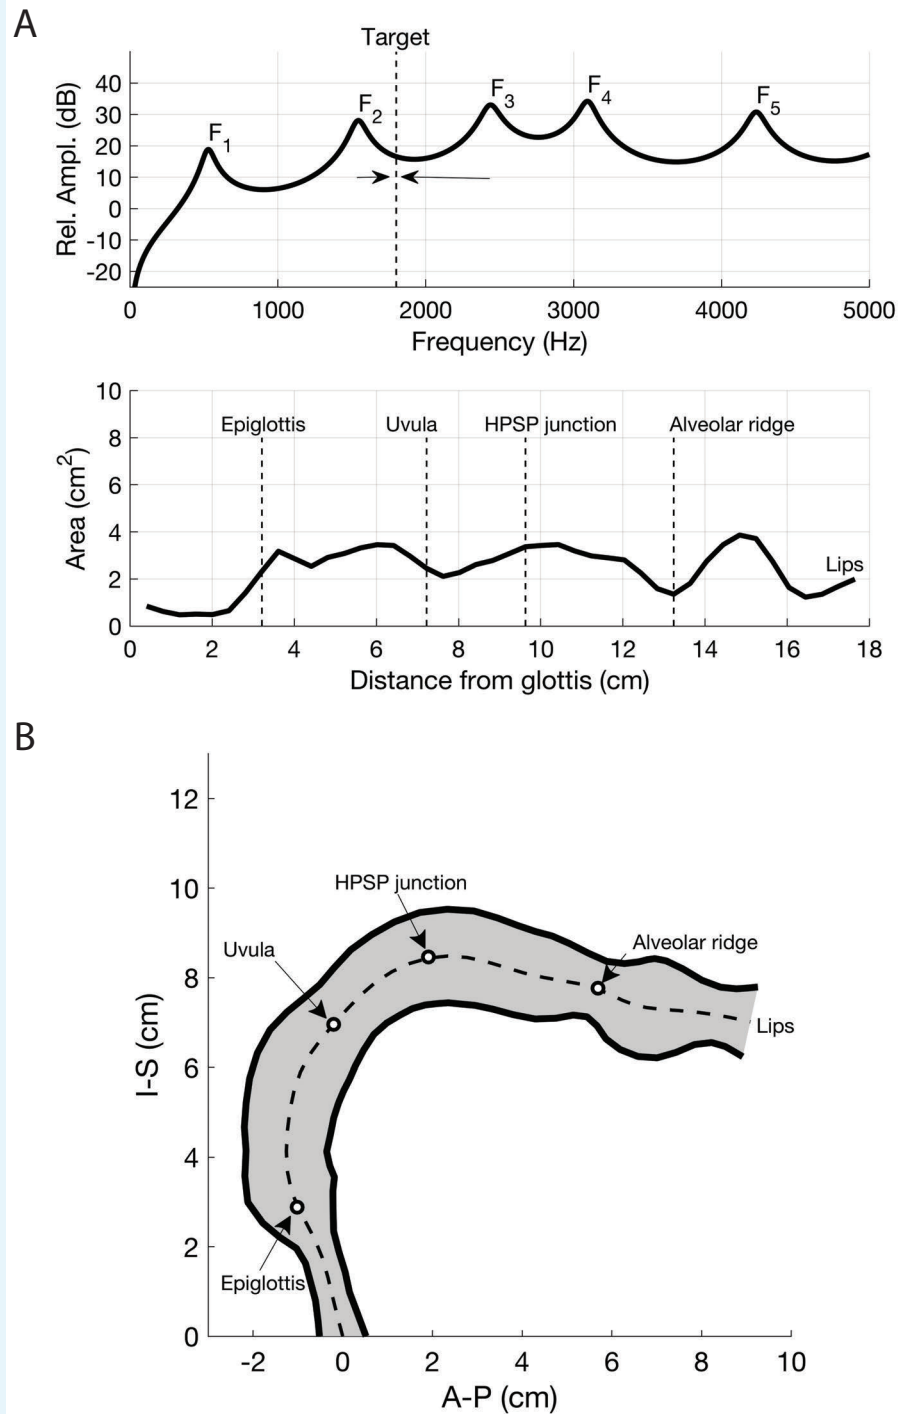 A
Target
Rel. Ampl. (dB)
40
30
20
10
0
-10
-20
F1
F2
F3
F4
F5
0 1000 2000 3000 4000 5000
Frequency (Hz)
Area (cm2)
10
8
6
4
2
0
Epiglottis Uvula HPSP junction Alveolar ridge
Lips
0 2 4 6 8 10 12 14 16 18
Distance from glottis (cm)
B
I-S (cm)
12
10
8
6
4
2
0
HPSP junction
Uvula
Alveolar ridge
Lips
Epiglottis
-2 0 2 4 6 8 10
A-P (cm)